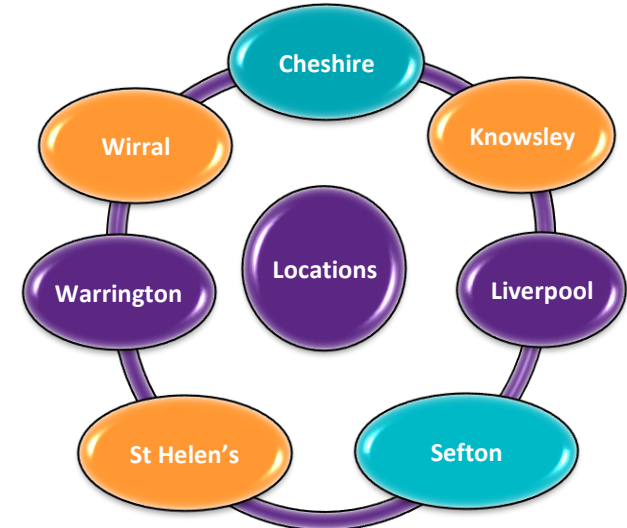 Cheshire
Knowsley
Wirral
Locations
Warrington
Liverpool
St Helen’s
Sefton